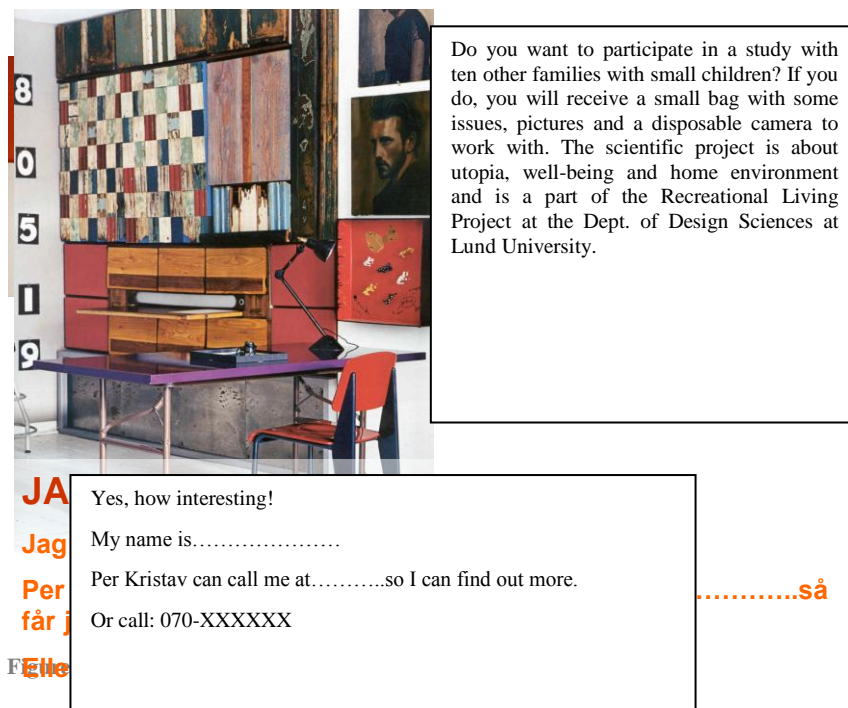 8
0
5
1
9
Do you want to participate in a study with
ten other families with small children? If you
do, you will receive a small bag with some
issues, pictures and a disposable camera to
work with. The scientific project is about
utopia, well-being and home environment
and is a part of the Recreational Living
Project at the Dept. of Design Sciences at
Lund University.
JA
Yes, how interesting!
Jag
My name is…………………
Per
Per Kristav can call me at………..so I can find out more.
…………..så
får j
Or call: 070-XXXXXX
Figure
Elle